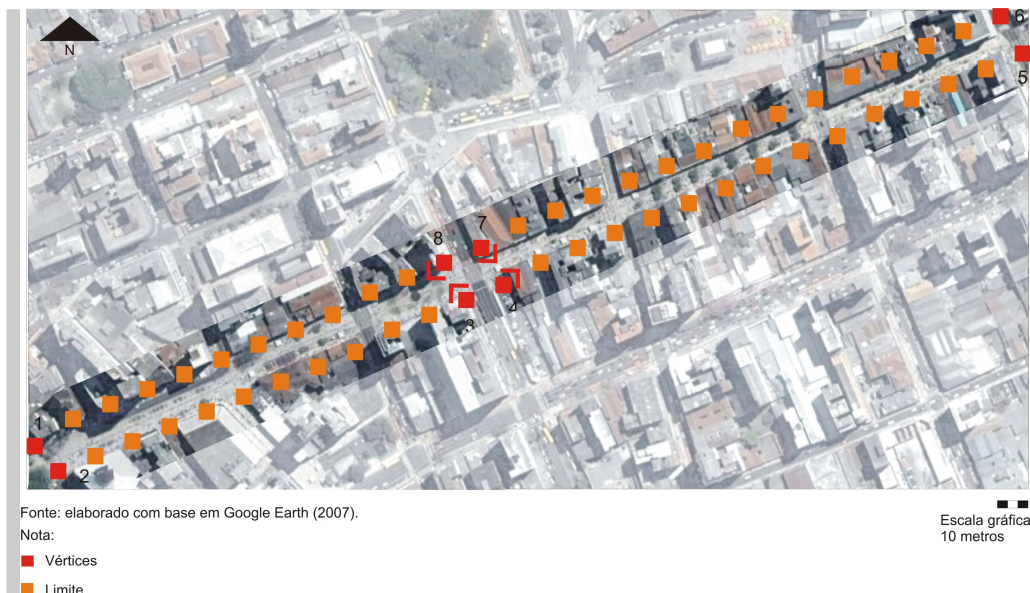 N
6
5
7
8
4
3
1
2
Fonte: elaborado com base em Google Earth (2007).
Nota:
Vértices
Limite
Escala gráfica
10 metros